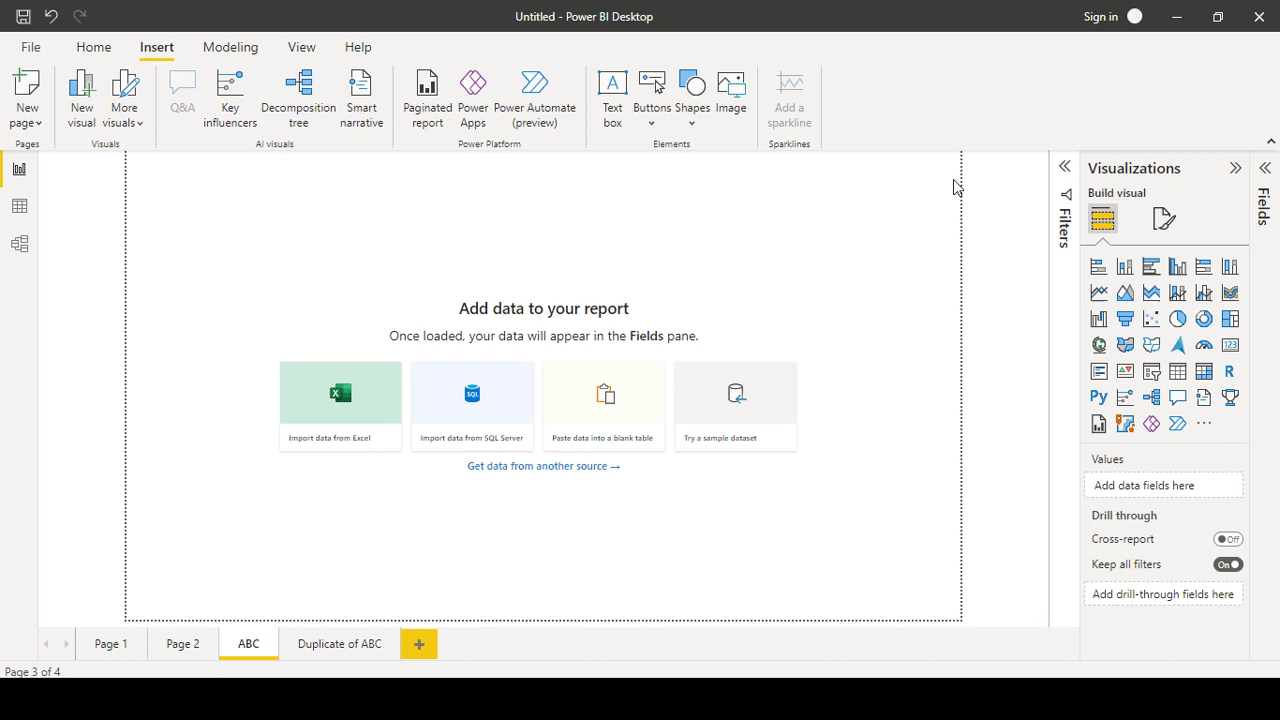 Untitled - Power BI Desktop
Sign in
File Home Insert Modeling View Help
New page
New visual
More visuals
Q&A
Key influencers
Decomposition tree
Smart narrative
Paginated report
Power Apps
Power Automate (preview)
Text box
Buttons
Shapes
Image
Add a sparkline
Pages
Visuals
AI visuals
Power Platform
Elements
Sparklines
Add data to your report
Once loaded, your data will appear in the Fields pane.
X
SQL
Import data from Excel
Import data from SQL Server
Paste data into a blank table
Try a sample dataset
Get data from another source →
Filters
Visualizations
Build visual
123
R
Py
Values
Add data fields here
Drill through
Cross-report
Off
Keep all filters
On
Add drill-through fields here
Fields
Page 1
Page 2
ABC
Duplicate of ABC
+
Page 3 of 4